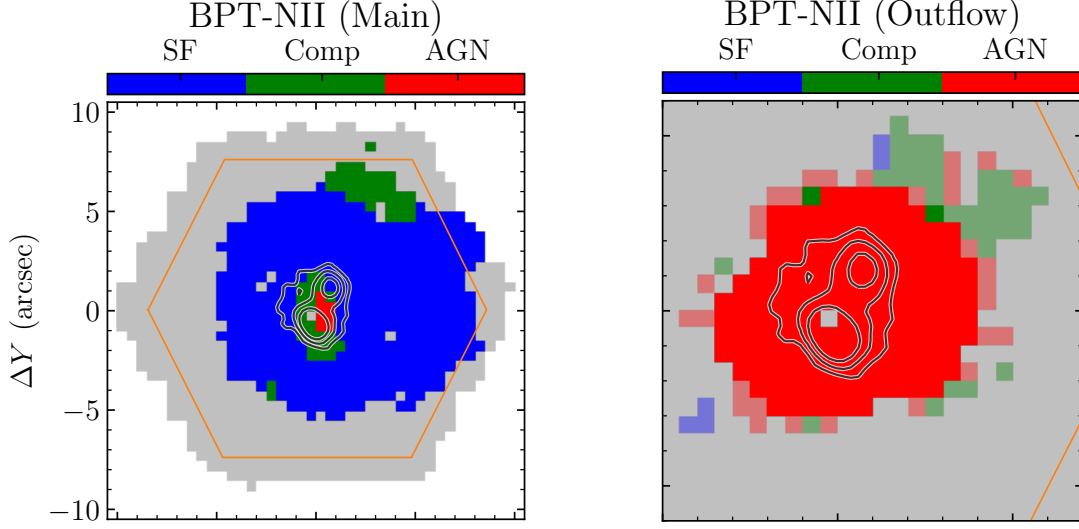 BPT-NII (Main)
SF Comp AGN
10
5
0
−5
−10
ΔY (arcsec)
BPT-NII (Outflow)
SF Comp AGN